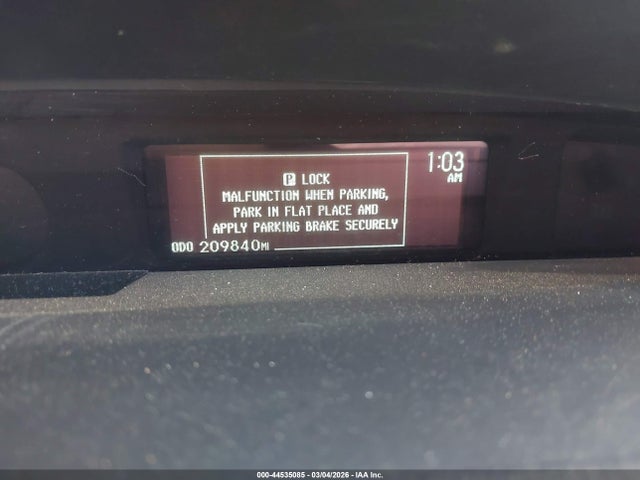 P LOCK
MALFUNCTION WHEN PARKING,
PARK IN FLAT PLACE AND
APPLY PARKING BRAKE SECURELY
1:03
AM
ODO 209840MI
000-44535085 - 03/04/2026 - IAA Inc.